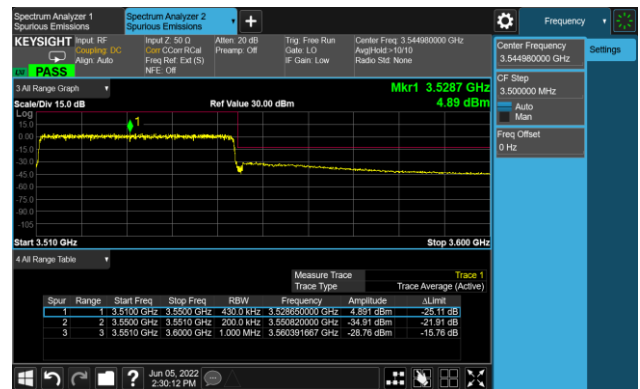 Spectrum Analyzer 1
Spurious Emissions
Spectrum Analyzer 2
Spurious Emissions
Frequency
KEYSIGHT
Input: RF
Coupling: DC
Align: Auto
Input Z: 50 Ω
Corr CCorr RCal
Freq Ref: Ext (S)
NFE: Off
Atten: 20 dB
Preamp: Off
Trig: Free Run
Gate: LO
IF Gain: Low
Center Freq: 3.544980000 GHz
Avg|Hold:>10/10
Radio Std: None
PASS
Center Frequency
3.544980000 GHz
Settings
CF Step
3.500000 MHz
Auto
Man
Freq Offset
0 Hz
3 All Range Graph
Mkr1 3.5287 GHz
Scale/Div 15.0 dB
Ref Value 30.00 dBm
4.89 dBm
Log
15.0
0.00
-15.0
-30.0
-45.0
-60.0
-75.0
-90.0
-105
1
Start 3.510 GHz
Stop 3.600 GHz
4 All Range Table
Measure Trace Trace 1
Trace Type Trace Average (Active)
Spur Range Start Freq Stop Freq RBW Frequency Amplitude ΔLimit
1 1 3.5100 GHz 3.5500 GHz 430.0 kHz 3.528650000 GHz 4.891 dBm -25.11 dB
2 2 3.5500 GHz 3.5510 GHz 200.0 kHz 3.550820000 GHz -34.91 dBm -21.91 dB
3 3 3.5510 GHz 3.6000 GHz 1.000 MHz 3.560391667 GHz -28.76 dBm -15.76 dB
Jun 05, 2022
2:30:12 PM